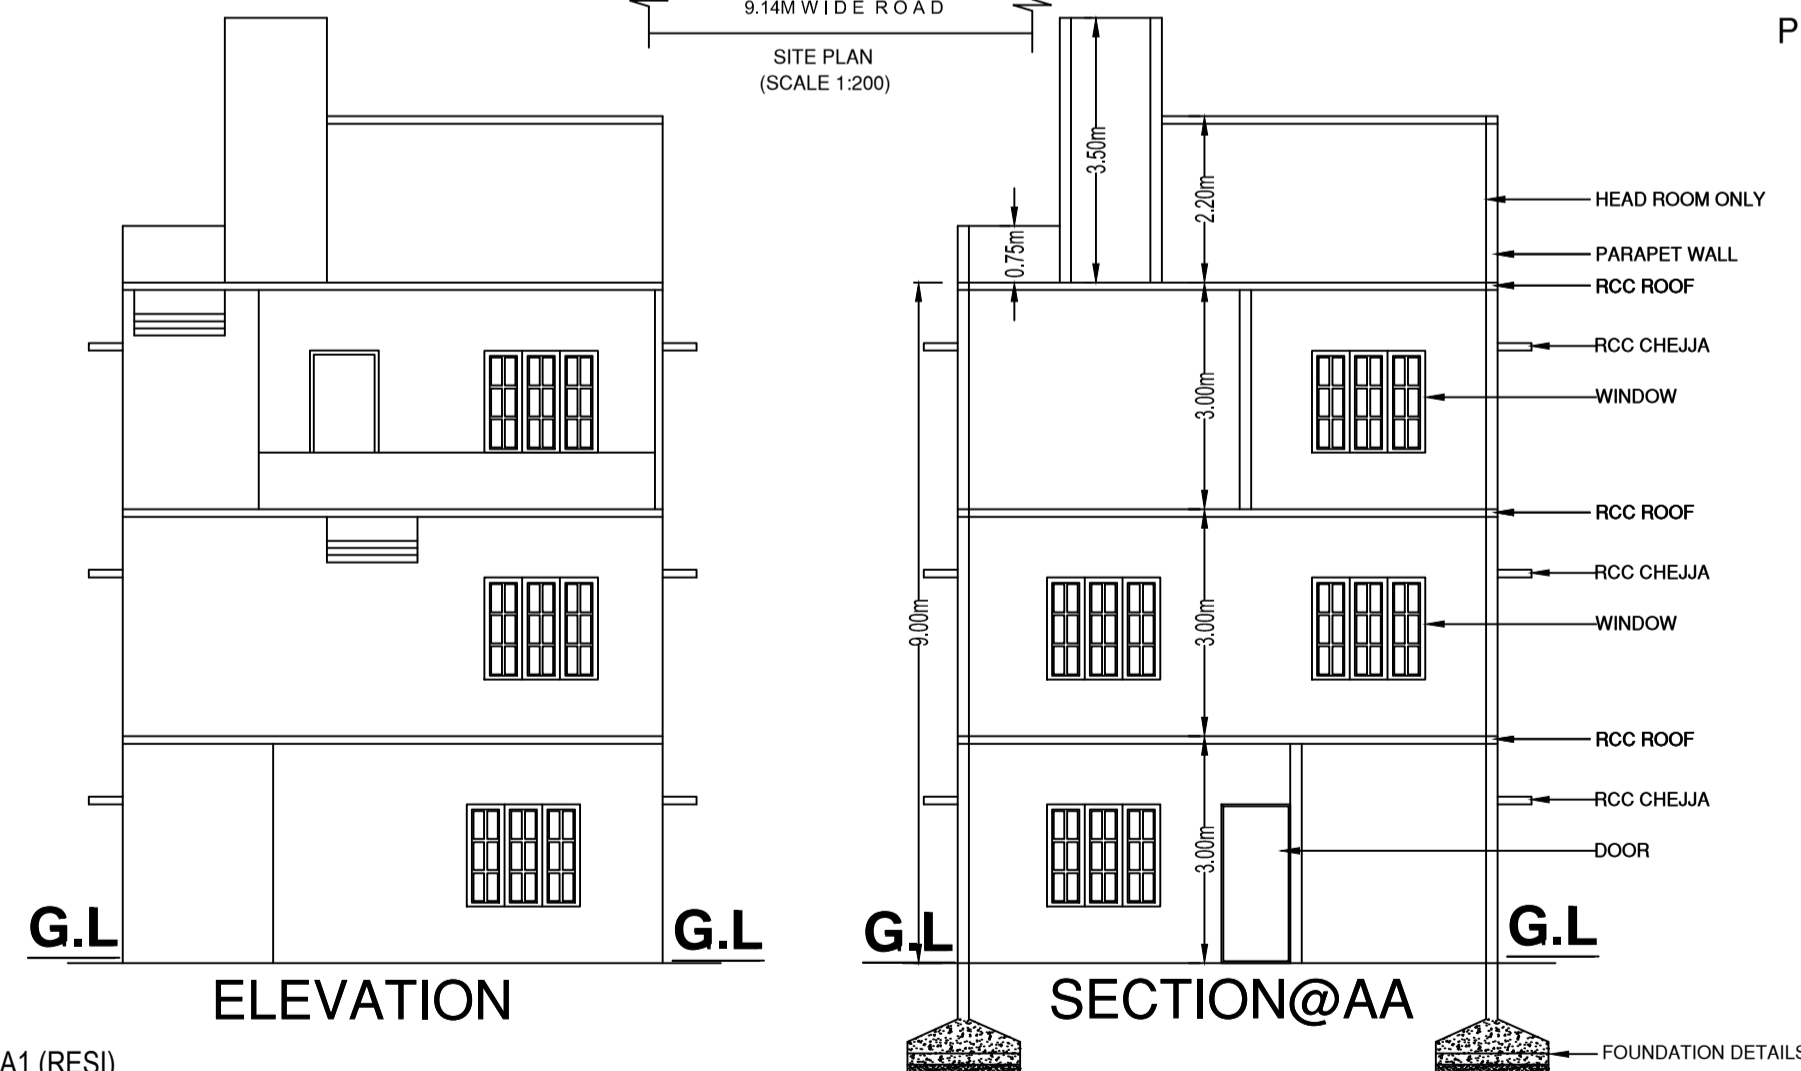 9.14M WIDE ROAD
SITE PLAN
(SCALE 1:200)
P
3.50m
2.20m
0.75m
HEAD ROOM ONLY
PARAPET WALL
RCC ROOF
RCC CHEJJA
WINDOW
3.00m
RCC ROOF
RCC CHEJJA
WINDOW
9.00m
3.00m
RCC ROOF
RCC CHEJJA
DOOR
3.00m
G.L
G.L
G.L
G.L
ELEVATION
SECTION@AA
FOUNDATION DETAILS
A1 (RESI)